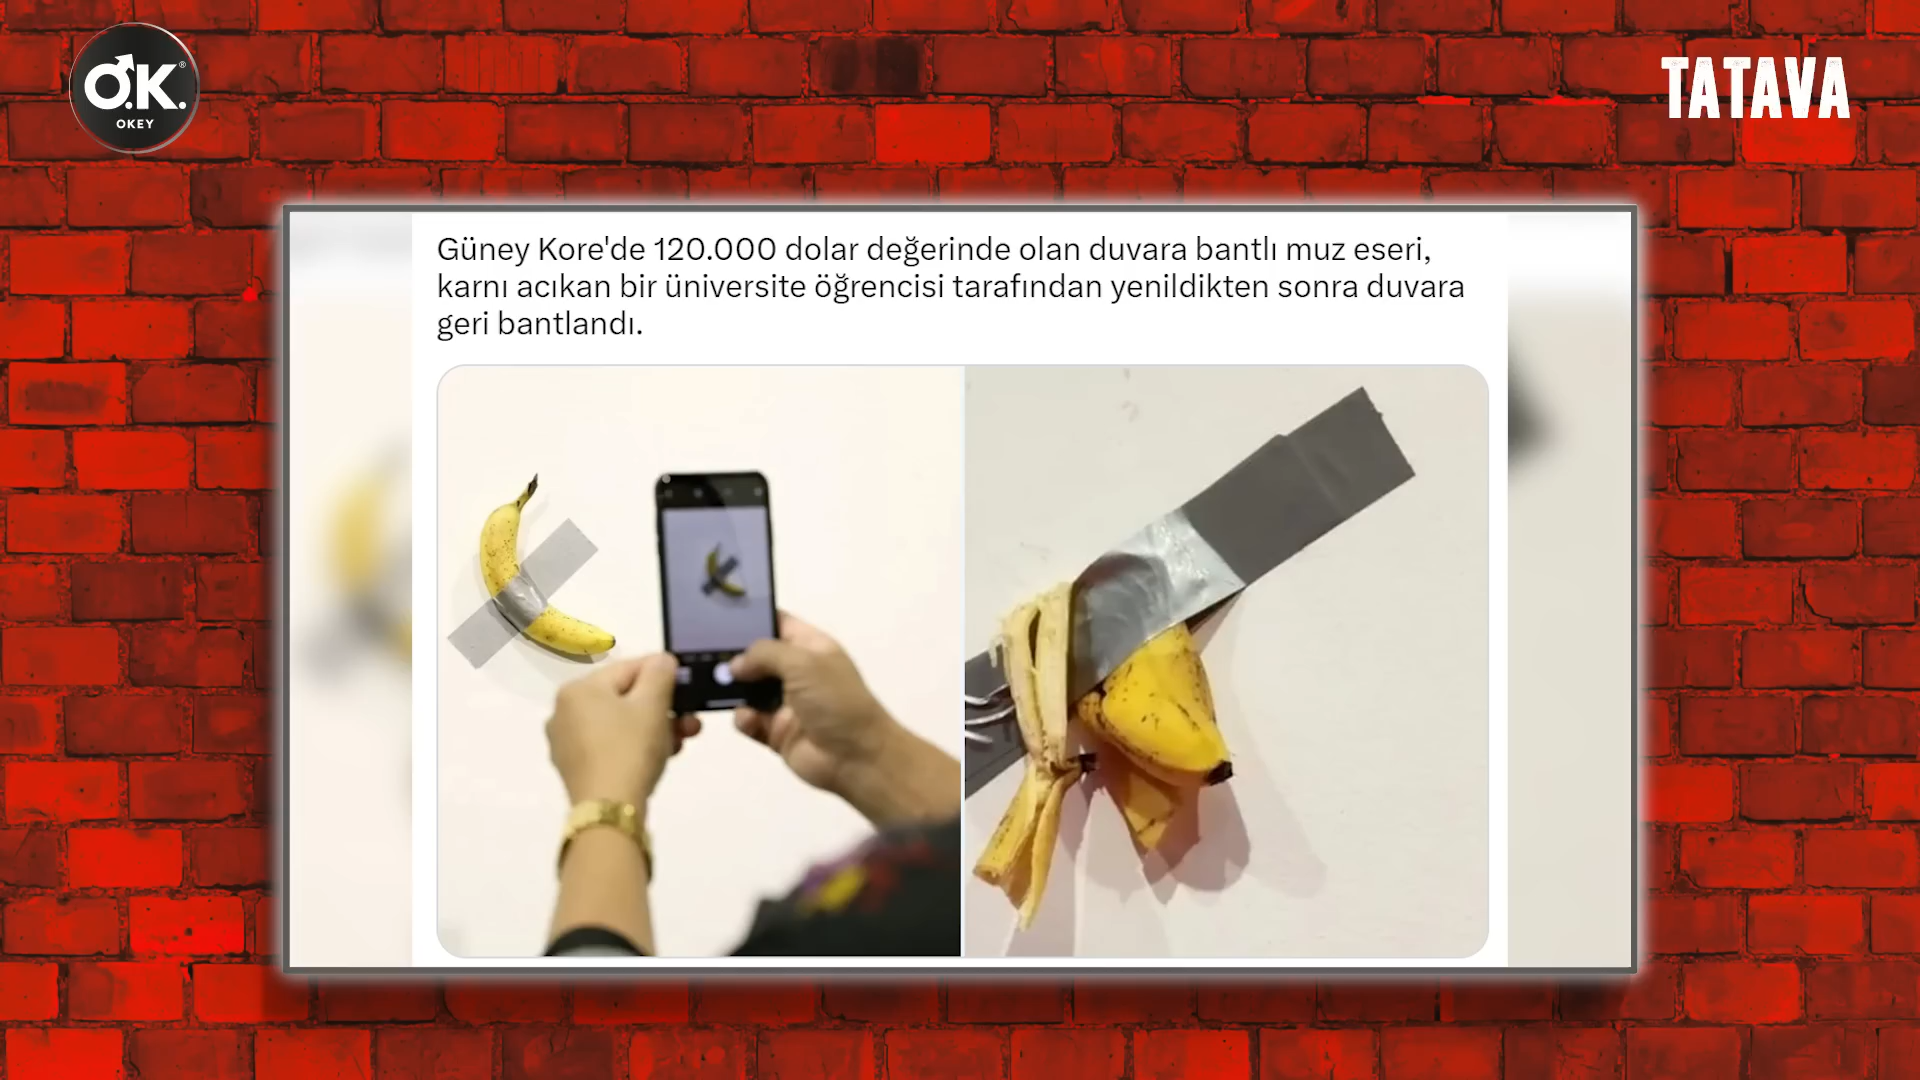 O.K.®
OKEY
TATAVA
Güney Kore'de 120.000 dolar değerinde olan duvara bantlı muz eseri,
karnı acıkan bir üniversite öğrencisi tarafından yenildikten sonra duvara
geri bantlandı.